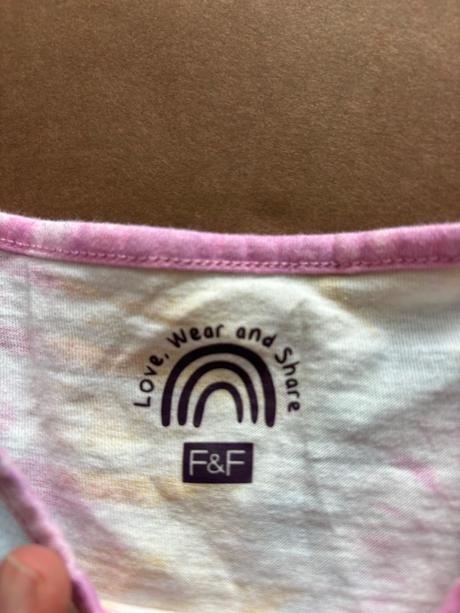 Love, Wear and Share
F&F